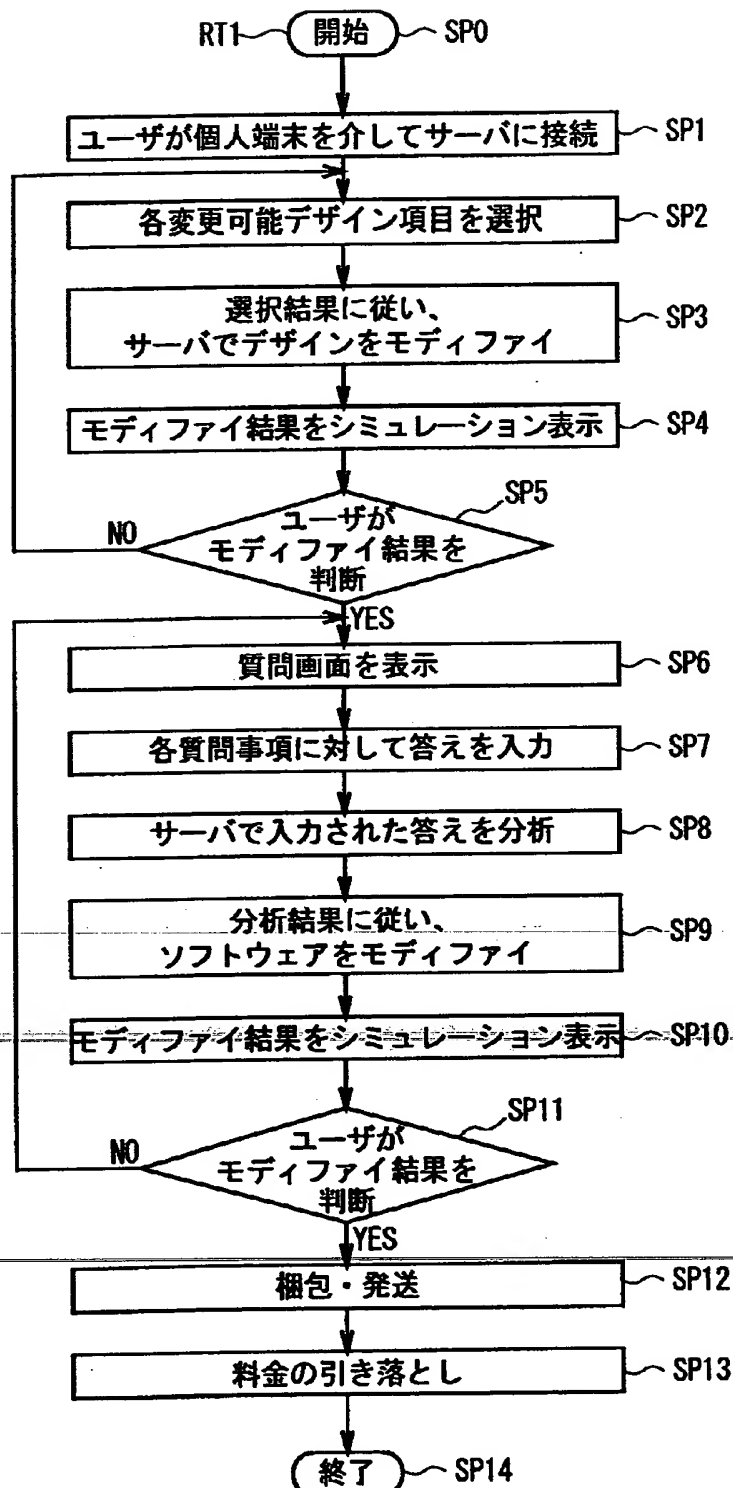 RT1 開始 SP0
ユーザが個人端末を介してサーバに接続 SP1
各変更可能デザイン項目を選択 SP2
選択結果に従い、
サーバでデザインをモディファイ SP3
モディファイ結果をシミュレーション表示 SP4
SP5
ユーザが
NO モディファイ結果を
判断
YES
質問画面を表示 SP6
各質問事項に対して答えを入力 SP7
サーバで入力された答えを分析 SP8
分析結果に従い、
ソフトウェアをモディファイ SP9
モディファイ結果をシミュレーション表示 SP10
SP11
ユーザが
NO モディファイ結果を
判断
YES
梱包・発送 SP12
料金の引き落とし SP13
終了 SP14